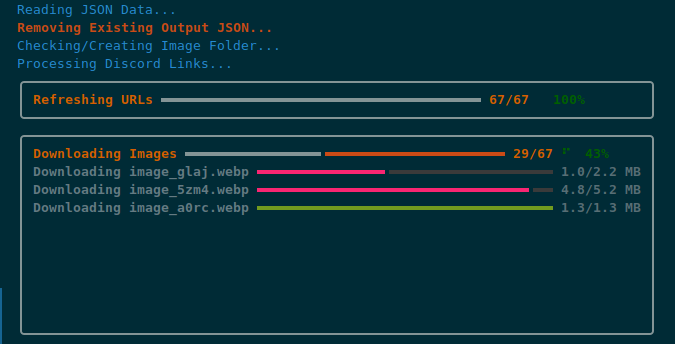 Reading JSON Data...
Removing Existing Output JSON...
Checking/Creating Image Folder...
Processing Discord Links...
Refreshing URLs 67/67 100%
Downloading Images 29/67 43%
Downloading image_glaj.webp 1.0/2.2 MB
Downloading image_5zm4.webp 4.8/5.2 MB
Downloading image_a0rc.webp 1.3/1.3 MB